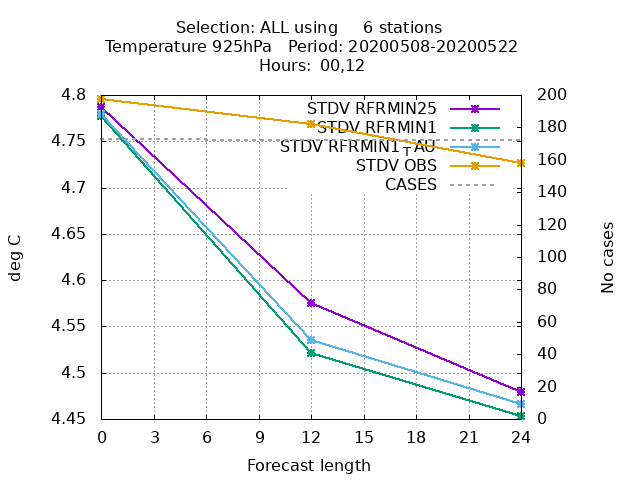 Selection: ALL using 6 stations
Temperature 925hPa Period: 20200508-20200522
Hours: 00,12
STDV RFRMIN25
STDV RFRMIN1
STDV RFRMIN1_AO
STDV OBS
CASES
4.8
4.75
4.7
4.65
4.6
4.55
4.5
4.45
deg C
200
180
160
140
120
100
80
60
40
20
0
No cases
0 3 6 9 12 15 18 21 24
Forecast length